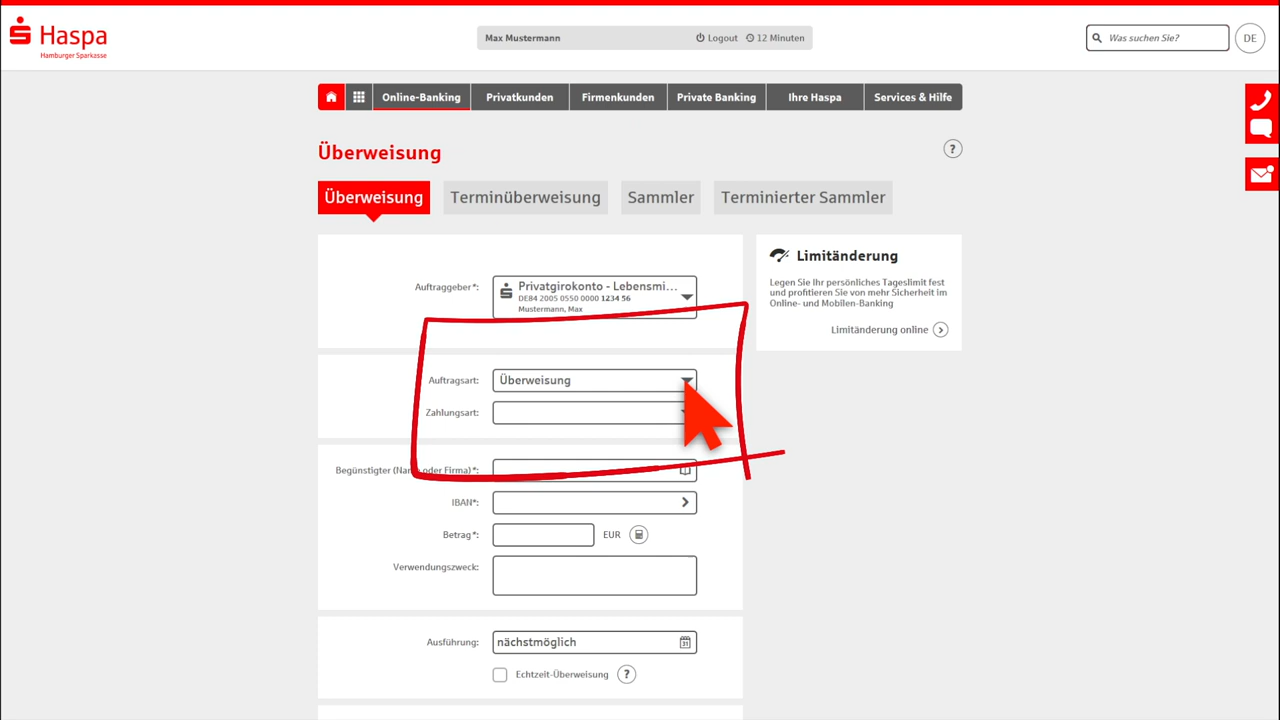 Haspa
Hamburger Sparkasse
Max Mustermann
Logout
12 Minuten
Was suchen Sie?
DE
Online-Banking
Privatkunden
Firmenkunden
Private Banking
Ihre Haspa
Services & Hilfe
Überweisung
?
Überweisung
Terminüberweisung
Sammler
Terminierter Sammler
Auftraggeber*:
Privatgirokonto - Lebensmi...
DE84 2005 0550 0000 1234 56
Mustermann, Max
Limitänderung
Legen Sie Ihr persönliches Tageslimit fest
und profitieren Sie von mehr Sicherheit im
Online- und Mobilen-Banking
Limitänderung online
Auftragsart:
Überweisung
Zahlungsart:
Begünstigter (Name oder Firma)*:
IBAN*:
Betrag*:
EUR
Verwendungszweck:
Ausführung:
nächstmöglich
31
Echtzeit-Überweisung
?